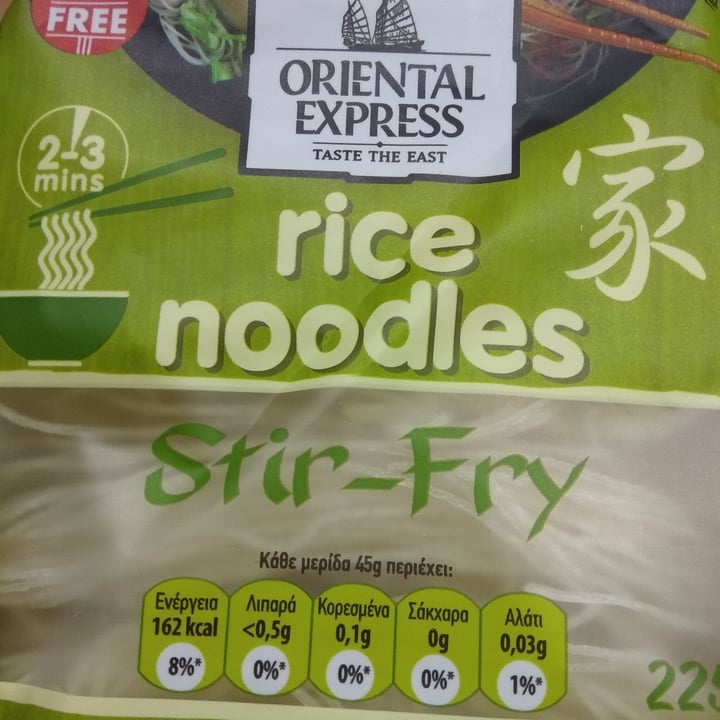 FREE
ORIENTAL
EXPRESS
TASTE THE EAST
2-3
mins
家
rice
noodles
Stir-Fry
Κάθε μερίδα 45g περιέχει:
Ενέργεια
162 kcal
8%*
Λιπαρά
<0,5g
0%*
Κορεσμένα
0,1g
0%*
Σάκχαρα
0g
0%*
Αλάτι
0,03g
1%*
225